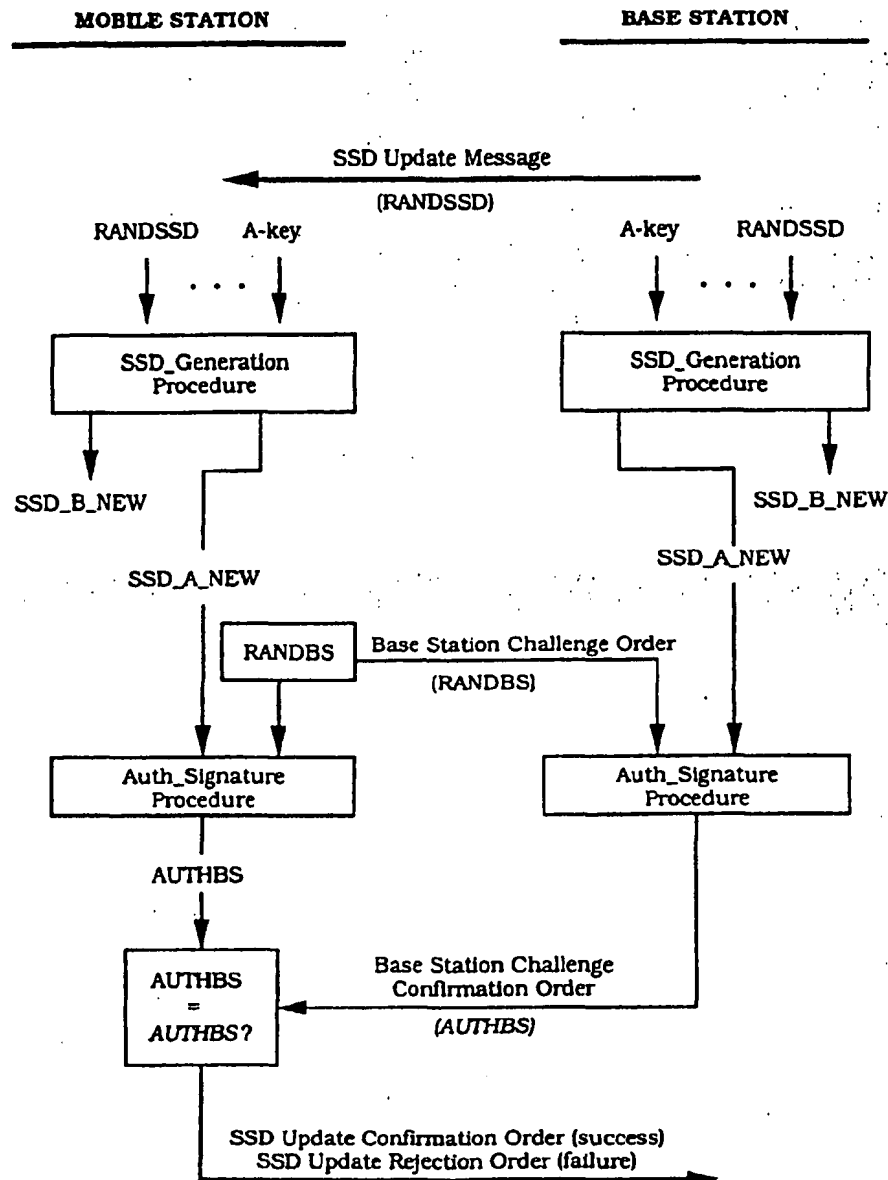 MOBILE STATION
BASE STATION
SSD Update Message
(RANDSSD)
RANDSSD
A-key
A-key
RANDSSD
. . .
. . .
SSD_Generation
Procedure
SSD_Generation
Procedure
SSD_B_NEW
SSD_B_NEW
SSD_A_NEW
SSD_A_NEW
RANDBS
Base Station Challenge Order
(RANDBS)
Auth_Signature
Procedure
Auth_Signature
Procedure
AUTHBS
AUTHBS
=
AUTHBS?
Base Station Challenge
Confirmation Order
(AUTHBS)
SSD Update Confirmation Order (success)
SSD Update Rejection Order (failure)